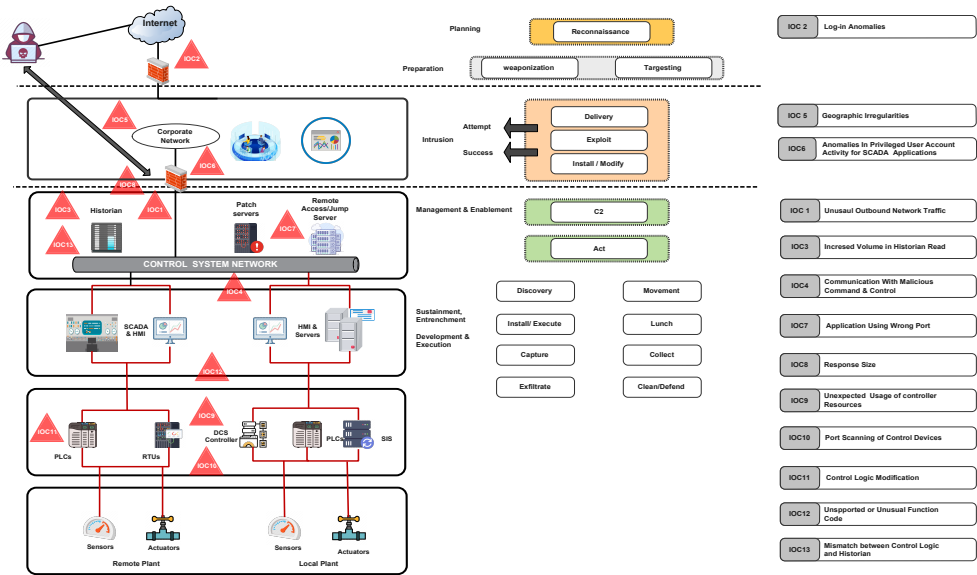 Internet
IOC2
IOC5
Corporate
Network
IOC6
IOC8
IOC3
IOC1
Historian
IOC13
Patch
servers
Remote
Access/Jump
Server
IOC7
CONTROL SYSTEM NETWORK
IOC4
SCADA
& HMI
HMI &
Servers
IOC12
IOC11
IOC9
PLCs
RTUs
IOC10
DCS
Controller
PLCs
SIS
Sensors
Actuators
Sensors
Actuators
Remote Plant
Local Plant
Planning
Reconnaissance
Preparation
weaponization
Targesting
Attempt
Intrusion
Success
Delivery
Exploit
Install / Modify
Management & Enablement
C2
Act
Sustainment,
Entrenchment
Development &
Execution
Discovery
Movement
Install/ Execute
Lunch
Capture
Collect
Exfiltrate
Clean/Defend
IOC 2
Log-in Anomalies
IOC 5
Geographic Irregularities
IOC6
Anomalies In Privileged User Account
Activity for SCADA Applications
IOC 1
Unusaul Outbound Network Traffic
IOC3
Incresed Volume in Historian Read
IOC4
Communication With Malicious
Command & Control
IOC7
Application Using Wrong Port
IOC8
Response Size
IOC9
Unexpected Usage of controller
Resources
IOC10
Port Scanning of Control Devices
IOC11
Control Logic Modification
IOC12
Unspported or Unusual Function
Code
IOC13
Mismatch between Control Logic
and Historian